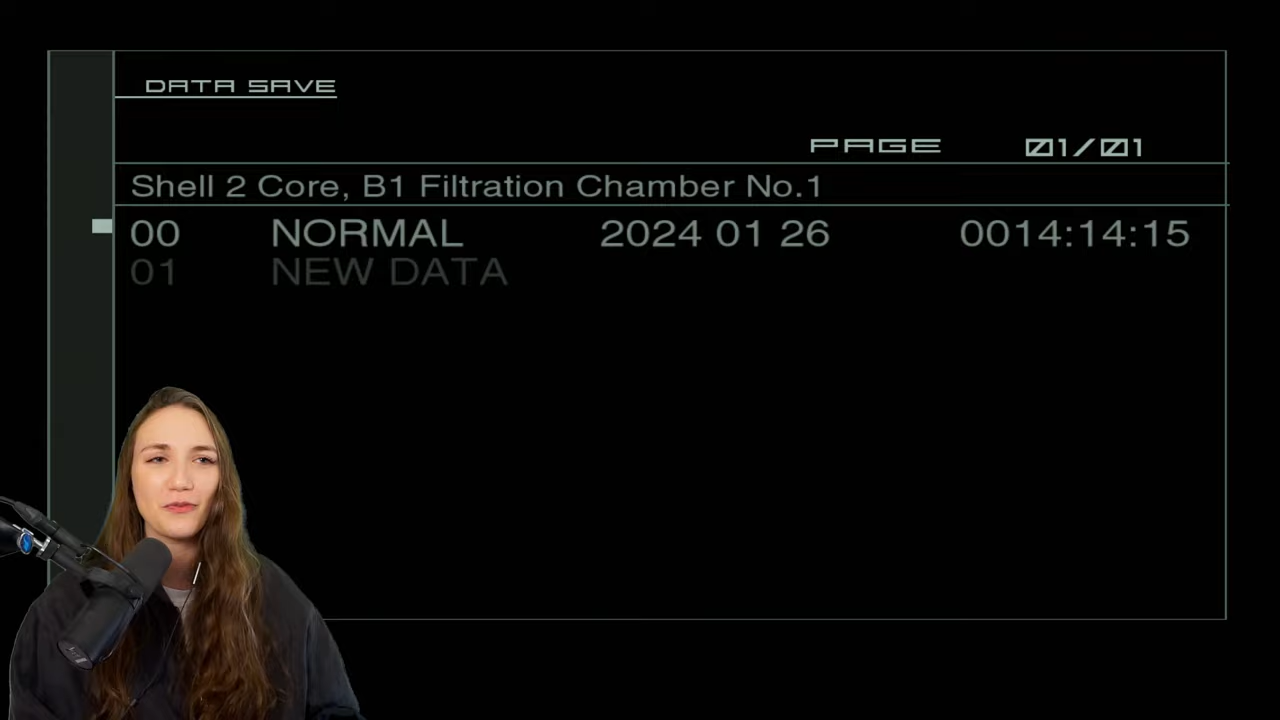 DATA SAVE
PAGE 01/01
Shell 2 Core, B1 Filtration Chamber No.1
00 NORMAL 2024 01 26 0014:14:15
01 NEW DATA